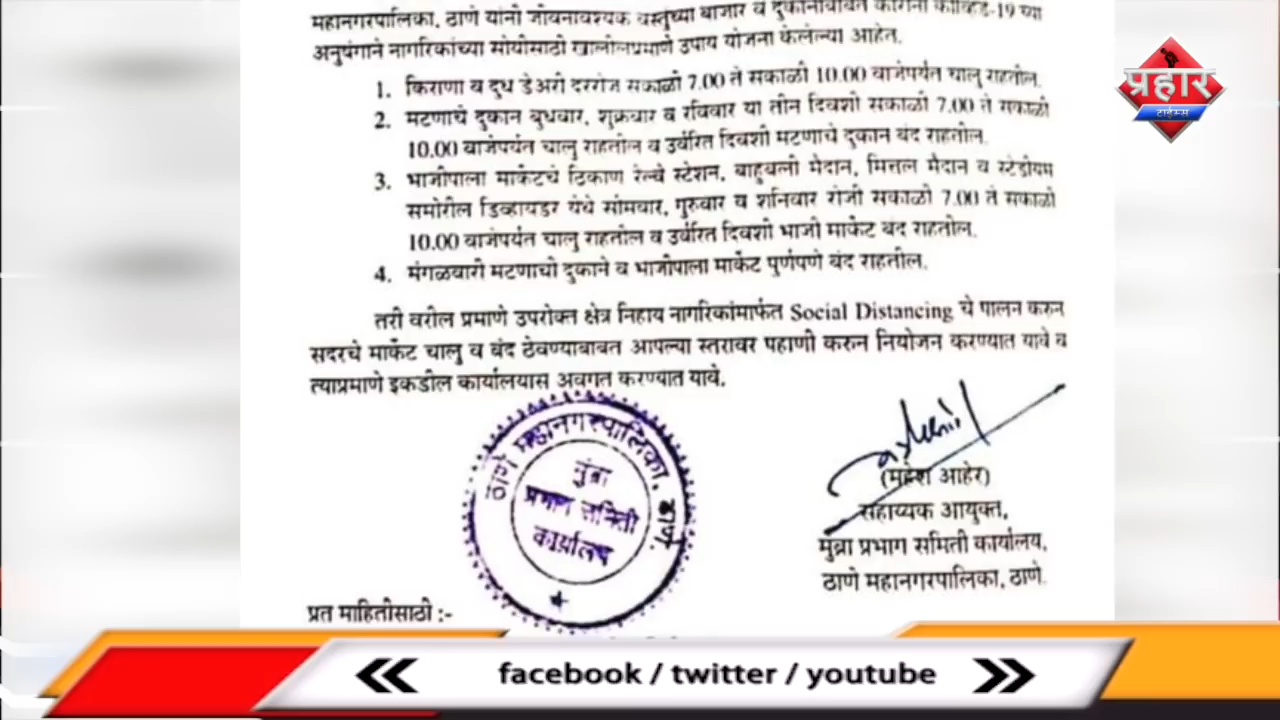 महानगरपालिका, ठाणे यांनी जीवनावश्यक वस्तुंच्या बाजार व दुकानांबाबत कोरोना कोव्हिड-19 च्या
अनुषंगाने नागरिकांच्या सोयीसाठी खालीलप्रमाणे उपाय योजना केलेल्या आहेत.
1. किराणा व दुध डेअरी दररोज सकाळी 7.00 ते सकाळी 10.00 वाजेपर्यंत चालु राहतील.
2. मटणाचे दुकान बुधवार, शुक्रवार व रविवार या तीन दिवशी सकाळी 7.00 ते सकाळी
10.00 वाजेपर्यंत चालु राहतील व उर्वरित दिवशी मटणाचे दुकान बंद राहतील.
3. भाजीपाला मार्केटचे ठिकाण रेल्वे स्टेशन, बाहुबली मैदान, मित्तल मैदान व स्टेडीयम
समोरील डिव्हायडर येथे सोमवार, गुरुवार व शनिवार रोजी सकाळी 7.00 ते सकाळी
10.00 वाजेपर्यंत चालु राहतील व उर्वरित दिवशी भाजी मार्केट बंद राहतील.
4. मंगळवारी मटणाची दुकाने व भाजीपाला मार्केट पुर्णपणे बंद राहतील.
तरी वरील प्रमाणे उपरोक्त क्षेत्र निहाय नागरिकांमार्फत Social Distancing चे पालन करुन
सदरचे मार्केट चालु व बंद ठेवण्याबाबत आपल्या स्तरावर पहाणी करुन नियोजन करण्यात यावे व
त्याप्रमाणे इकडील कार्यालयास अवगत करण्यात यावे.
ठाणे महानगरपालिका, ठाणे.
मुंब्रा
प्रभाग समिती
कार्यालय
(महेश आहेर)
सहाय्यक आयुक्त,
मुंब्रा प्रभाग समिती कार्यालय,
ठाणे महानगरपालिका, ठाणे.
प्रत माहितीसाठी :-
प्रहार
टाईम्स
facebook / twitter / youtube